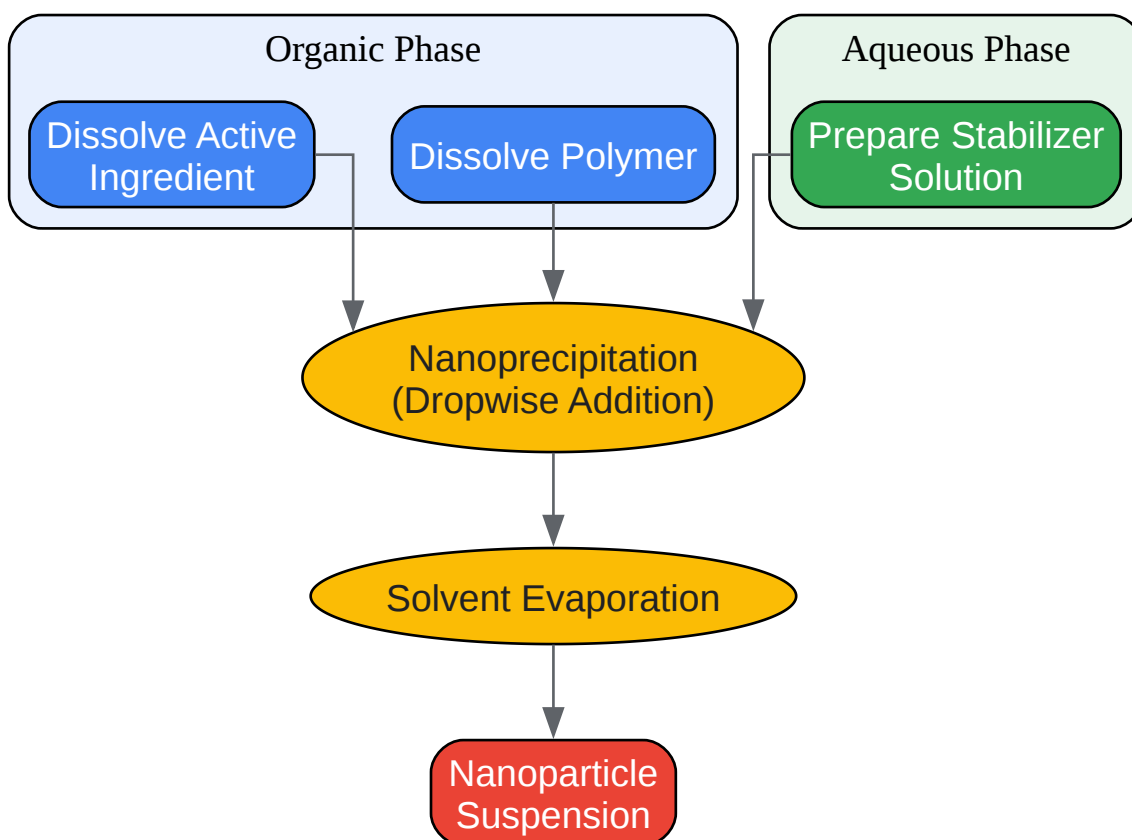 Organic Phase
Aqueous Phase
Dissolve Active
Ingredient
Dissolve Polymer
Prepare Stabilizer
Solution
Nanoprecipitation
(Dropwise Addition)
Solvent Evaporation
Nanoparticle
Suspension